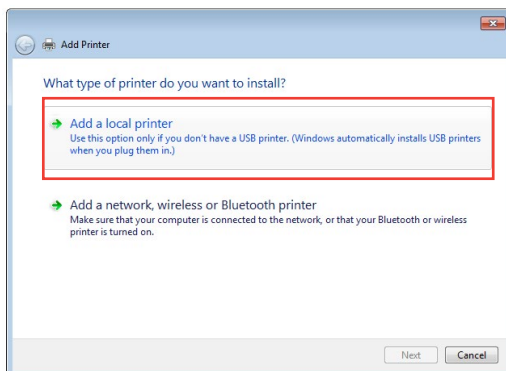 Add Printer
What type of printer do you want to install?
Add a local printer
Use this option only if you don't have a USB printer. (Windows automatically installs USB printers
when you plug them in.)
Add a network, wireless or Bluetooth printer
Make sure that your computer is connected to the network, or that your Bluetooth or wireless
printer is turned on.
Next Cancel